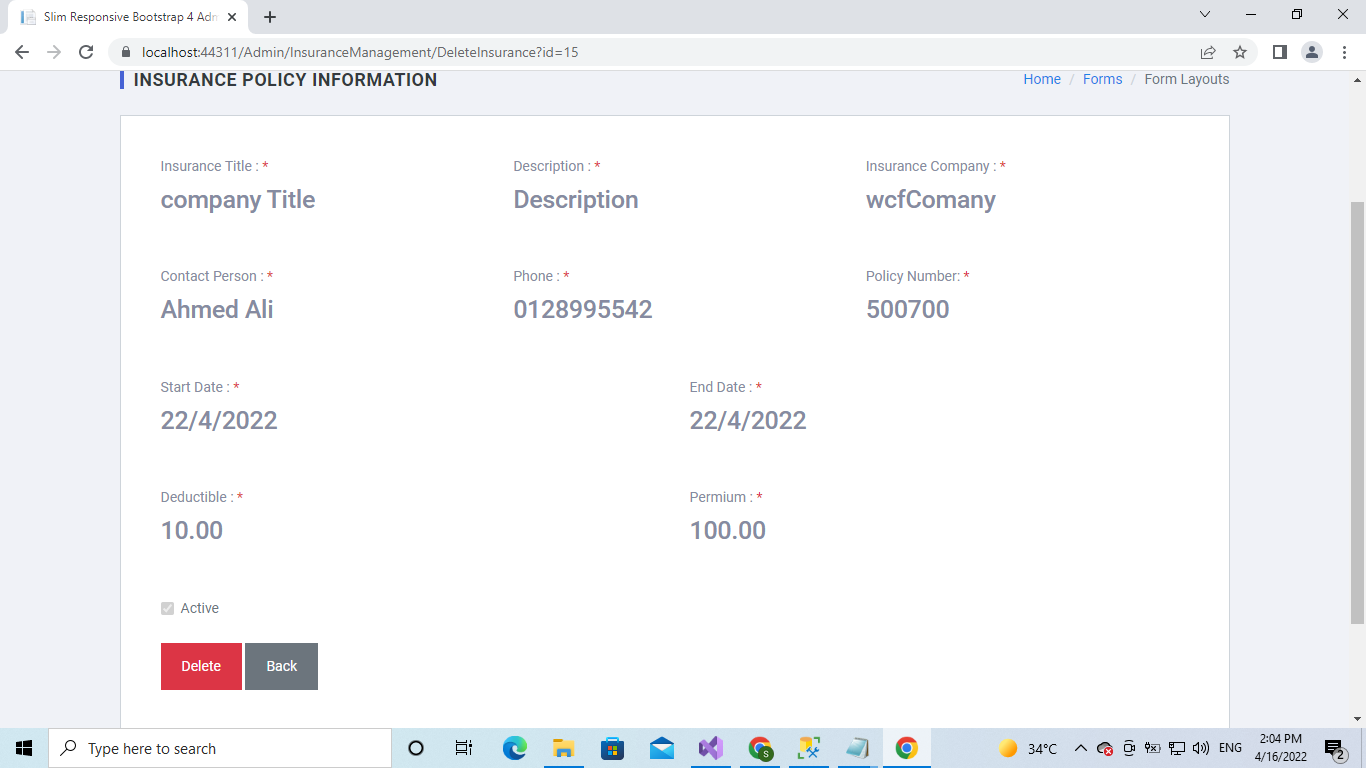 Slim Responsive Bootstrap 4 Adm
localhost:44311/Admin/InsuranceManagement/DeleteInsurance?id=15
INSURANCE POLICY INFORMATION
Home / Forms / Form Layouts
Insurance Title : * Description : * Insurance Company : *
company Title Description wcfComany
Contact Person : * Phone : * Policy Number: *
Ahmed Ali 0128995542 500700
Start Date : * End Date : *
22/4/2022 22/4/2022
Deductible : * Permium : *
10.00 100.00
Active
Delete Back
Type here to search
S
34°C
ENG
2:04 PM
4/16/2022
2